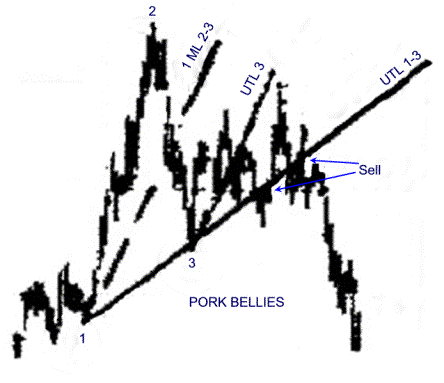 2
1 ML 2-3
UTL 3
UTL 1-3
Sell
3
PORK BELLIES
1